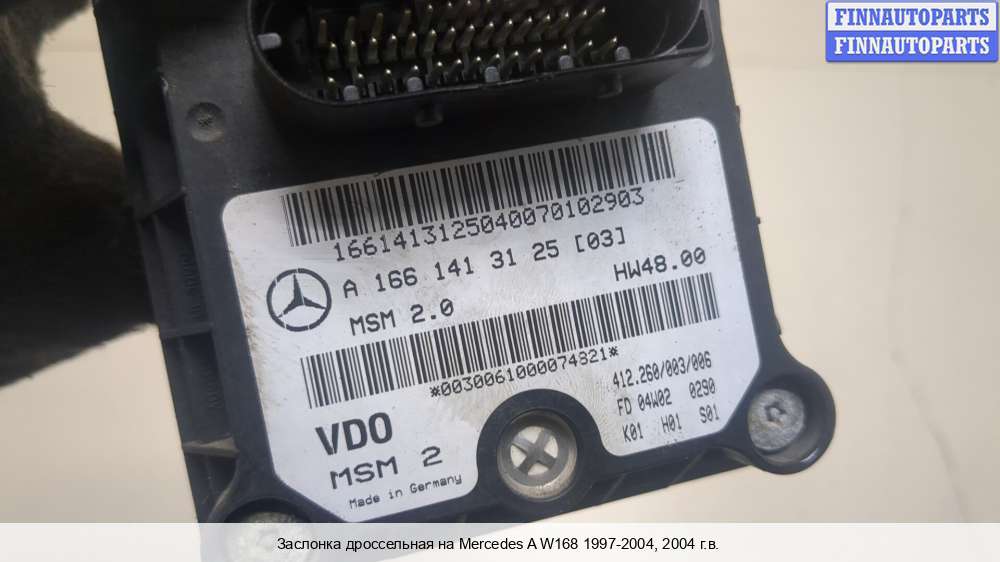 FINNAUTOPARTS
FINNAUTOPARTS
1661413125040070102903
A 166 141 31 25 [03]
MSM 2.0
HW48.00
*0030061000074821*
412.260/003/006
FD 04W02 0290
K01 H01 S01
VDO
MSM 2
Made in Germany
Заслонка дроссельная на Mercedes A W168 1997-2004, 2004 г.в.